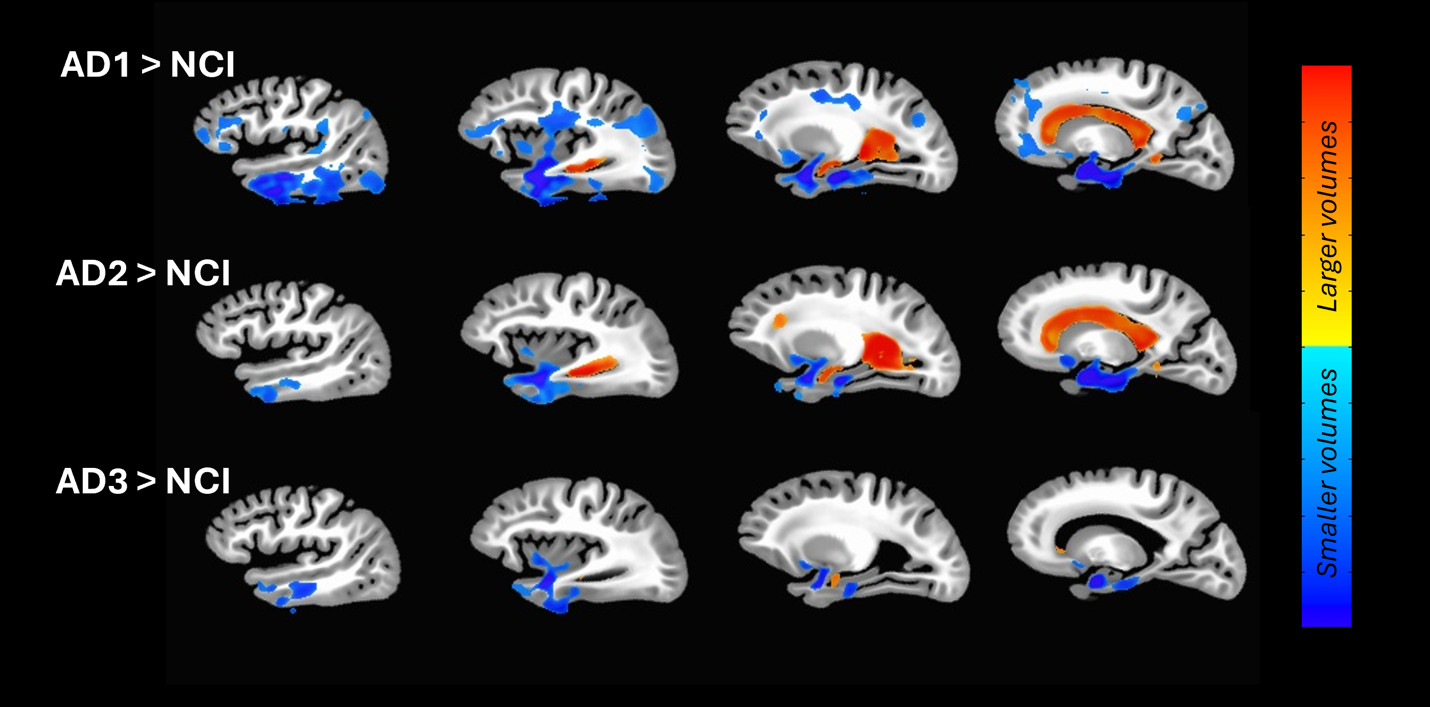 AD1 > NCI
AD2 > NCI
AD3 > NCI
Larger volumes
Smaller volumes